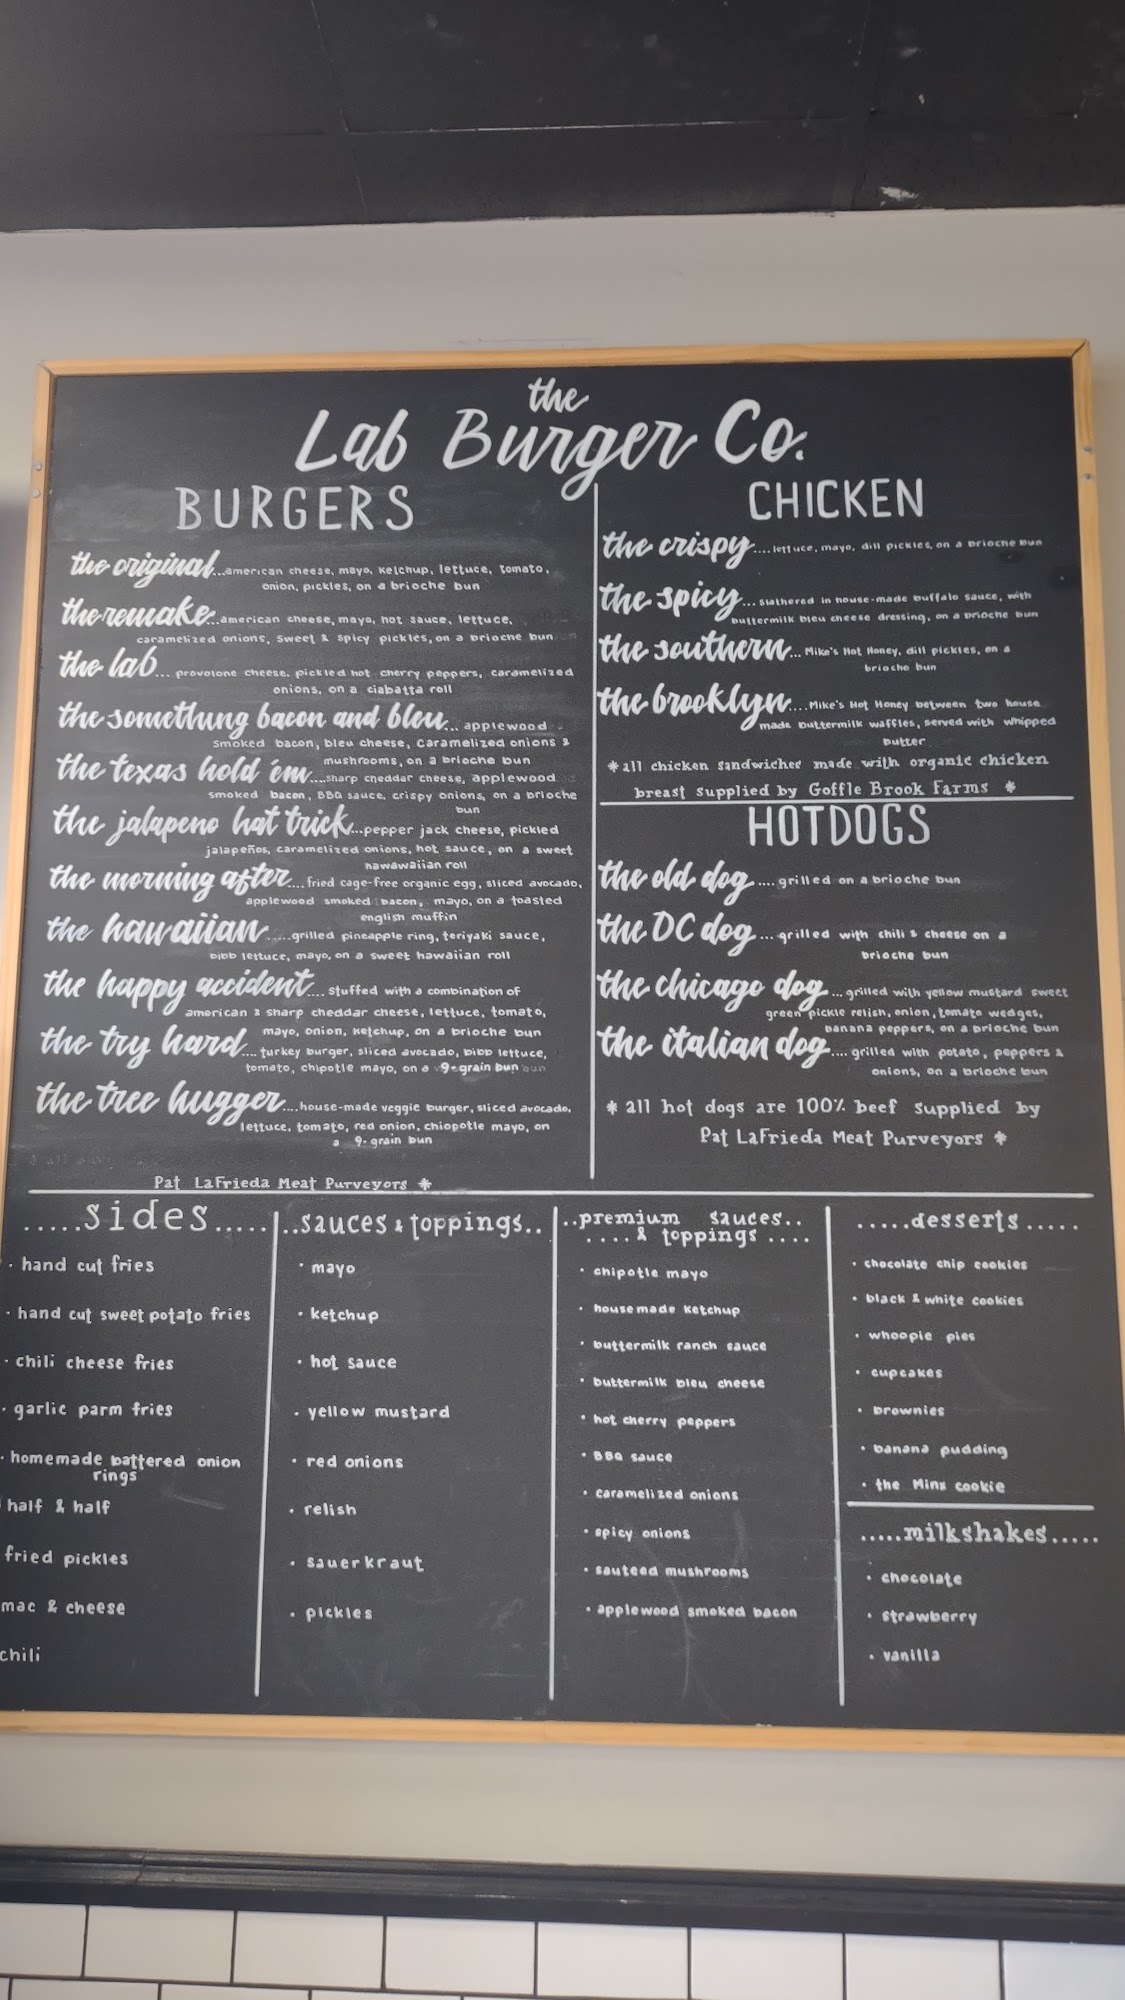 the
Lab Burger Co.
BURGERS
the original...american cheese, mayo, ketchup, lettuce, tomato,
onion, pickles, on a brioche bun
the remake...american cheese, mayo, hot sauce, lettuce,
caramelized onions, sweet & spicy pickles, on a brioche bun
the lab... provolone cheese, pickled hot cherry peppers, caramelized
onions, on a ciabatta roll
the something bacon and bleu... applewood
smoked bacon, bleu cheese, caramelized onions &
mushrooms, on a brioche bun
the texas hold 'em....sharp cheddar cheese, applewood
smoked bacon, BBQ sauce, crispy onions, on a brioche
bun
the jalapeno hat trick...pepper jack cheese, pickled
jalapeños, caramelized onions, hot sauce, on a sweet
hawawaiian roll
the morning after....fried cage-free organic egg, sliced avocado,
applewood smoked bacon, mayo, on a toasted
english muffin
the hawaiian.....grilled pineapple ring, teriyaki sauce,
bibb lettuce, mayo, on a sweet hawaiian roll
the happy accident.... stuffed with a combination of
american & sharp cheddar cheese, lettuce, tomato,
mayo, onion, ketchup, on a brioche bun
the try hard.... turkey burger, sliced avocado, bibb lettuce,
tomato, chipotle mayo, on a 9-grain bun
the tree hugger....house-made veggie burger, sliced avocado,
lettuce, tomato, red onion, chiopotle mayo, on
a 9-grain bun
* all
Pat LaFrieda Meat Purveyors *
CHICKEN
the crispy....lettuce, mayo, dill pickles, on a brioche bun
the spicy... slathered in house-made buffalo sauce, with
buttermilk bleu cheese dressing, on a brioche bun
the southern... Mike's Hot Honey, dill pickles, on a
brioche bun
the brooklyn....Mike's Hot Honey between two house
made buttermilk waffles, served with whipped
butter
*all chicken sandwiches made with organic chicken
breast supplied by Goffle Brook Farms *
HOTDOGS
the old dog ....grilled on a brioche bun
the DC dog ...grilled with chili & cheese on a
brioche bun
the chicago dog ...grilled with yellow mustard sweet
green pickle relish, onion, tomato wedges,
banana peppers, on a brioche bun
the italian dog.... grilled with potato, peppers &
onions, on a brioche bun
* all hot dogs are 100% beef supplied by
Pat LaFrieda Meat Purveyors *
.....sides.....
· hand cut fries
· hand cut sweet potato fries
· chili cheese fries
· garlic parm fries
· homemade battered onion
rings
half & half
fried pickles
mac & cheese
chili
..sauces & toppings..
· mayo
· ketchup
· hot sauce
· yellow mustard
· red onions
· relish
· sauerkraut
· pickles
..premium sauces..
....& toppings ....
· chipotle mayo
· housemade ketchup
· buttermilk ranch sauce
· buttermilk bleu cheese
· hot cherry peppers
· BBQ sauce
· caramelized onions
· spicy onions
· sauteed mushrooms
· applewood smoked bacon
.....desserts.....
· chocolate chip cookies
· black & white cookies
· whoopie pies
· cupcakes
· brownies
· banana pudding
· the Minx cookie
.....milkshakes.....
· chocolate
· strawberry
· vanilla